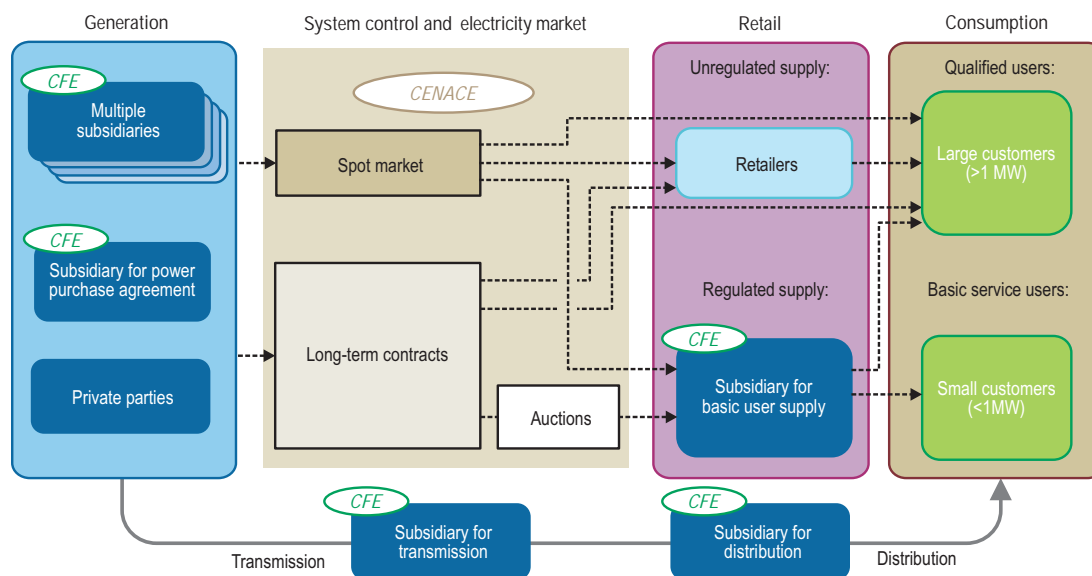 Generation
System control and electricity market
Retail
Consumption
CFE
Multiple
subsidiaries
CFE
Subsidiary for power
purchase agreement
Private parties
CENACE
Spot market
Long-term contracts
Auctions
Unregulated supply:
Retailers
Regulated supply:
CFE
Subsidiary for
basic user supply
Qualified users:
Large customers
(>1 MW)
Basic service users:
Small customers
(<1MW)
Transmission
CFE
Subsidiary for
transmission
CFE
Subsidiary for
distribution
Distribution